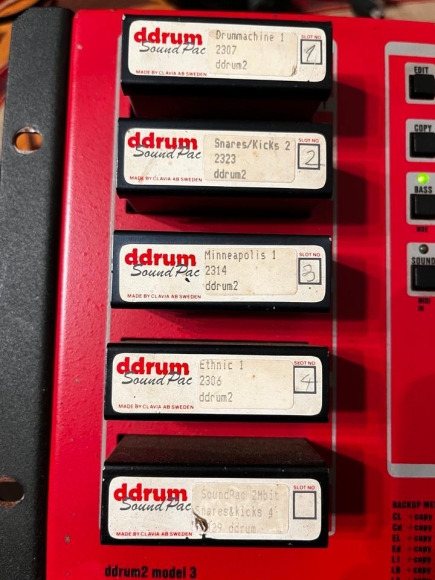 ddrum
Sound Pac
MADE BY CLAVIA AB SWEDEN
Drummachine 1
2307
ddrum2
SLOT NO
1
ddrum
Sound Pac
MADE BY CLAVIA AB SWEDEN
Snares/Kicks 2
2323
ddrum2
SLOT NO
2
ddrum
Sound Pac
MADE BY CLAVIA AB SWEDEN
Minneapolis 1
2314
ddrum2
SLOT NO
3
ddrum
Sound Pac
MADE BY CLAVIA AB SWEDEN
Ethnic 1
2306
ddrum2
SLOT NO
4
ddrum
Sound Pac
MADE BY CLAVIA AB SWEDEN
SoundPac 2Mbit
Snares&kicks 4
ddrum
SLOT NO
ddrum2 model 3
EDIT
COPY
BASS
SOUND
MIDI
BACKUP
copy
copy
copy
copy
copy
copy